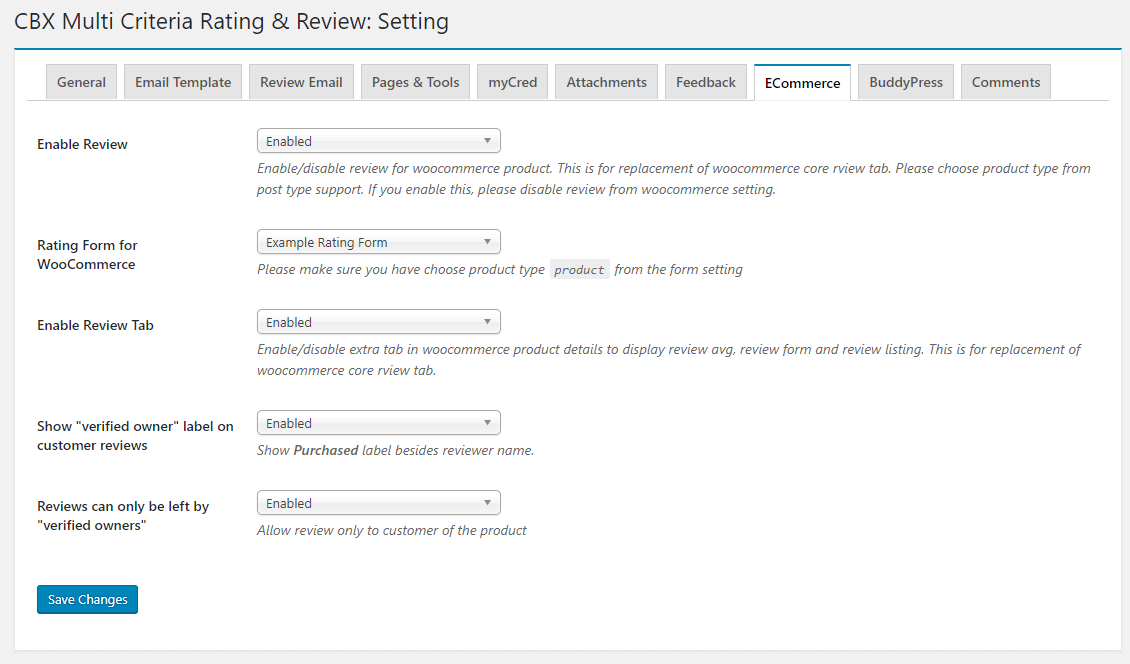 CBX Multi Criteria Rating & Review: Setting
General Email Template Review Email Pages & Tools myCred Attachments Feedback ECommerce BuddyPress Comments
Enable Review
Enabled
Enable/disable review for woocommerce product. This is for replacement of woocommerce core rview tab. Please choose product type from
post type support. If you enable this, please disable review from woocommerce setting.
Rating Form for
WooCommerce
Example Rating Form
Please make sure you have choose product type product from the form setting
Enable Review Tab
Enabled
Enable/disable extra tab in woocommerce product details to display review avg, review form and review listing. This is for replacement of
woocommerce core rview tab.
Show "verified owner" label on
customer reviews
Enabled
Show Purchased label besides reviewer name.
Reviews can only be left by
"verified owners"
Enabled
Allow review only to customer of the product
Save Changes